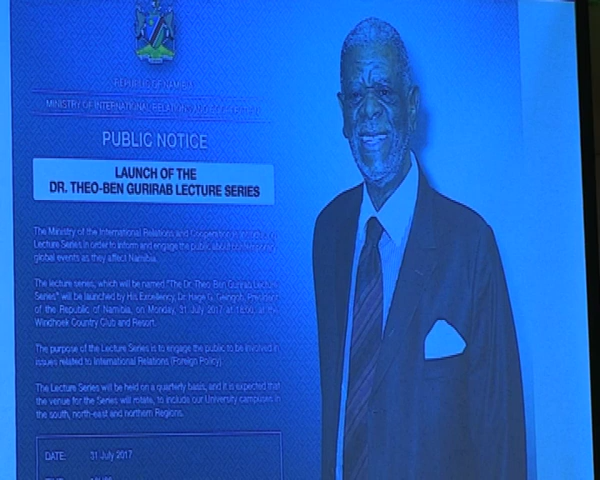 REPUBLIC OF NAMIBIA
MINISTRY OF INTERNATIONAL RELATIONS AND COOPERATION
PUBLIC NOTICE
LAUNCH OF THE
DR. THEO-BEN GURIRAB LECTURE SERIES
The Ministry of the International Relations and Cooperation
Lecture Series in order to inform and engage the public about contemporary
global events as they affect Namibia.
The lecture series, which will be named "The Dr. Theo-Ben Gurirab Lecture
Series" will be launched by His Excellency, Dr. Hage G. Geingob, President
of the Republic of Namibia, on Monday, 31 July 2017 at 18:00, at the
Windhoek Country Club and Resort.
The purpose of the Lecture Series is to engage the public to be involved in
issues related to International Relations (Foreign Policy).
The Lecture Series will be held on a quarterly basis, and it is expected that
the venue for the Series will rotate, to include our University campuses in
the south, north-east and northern Regions.
DATE: 31 July 2017